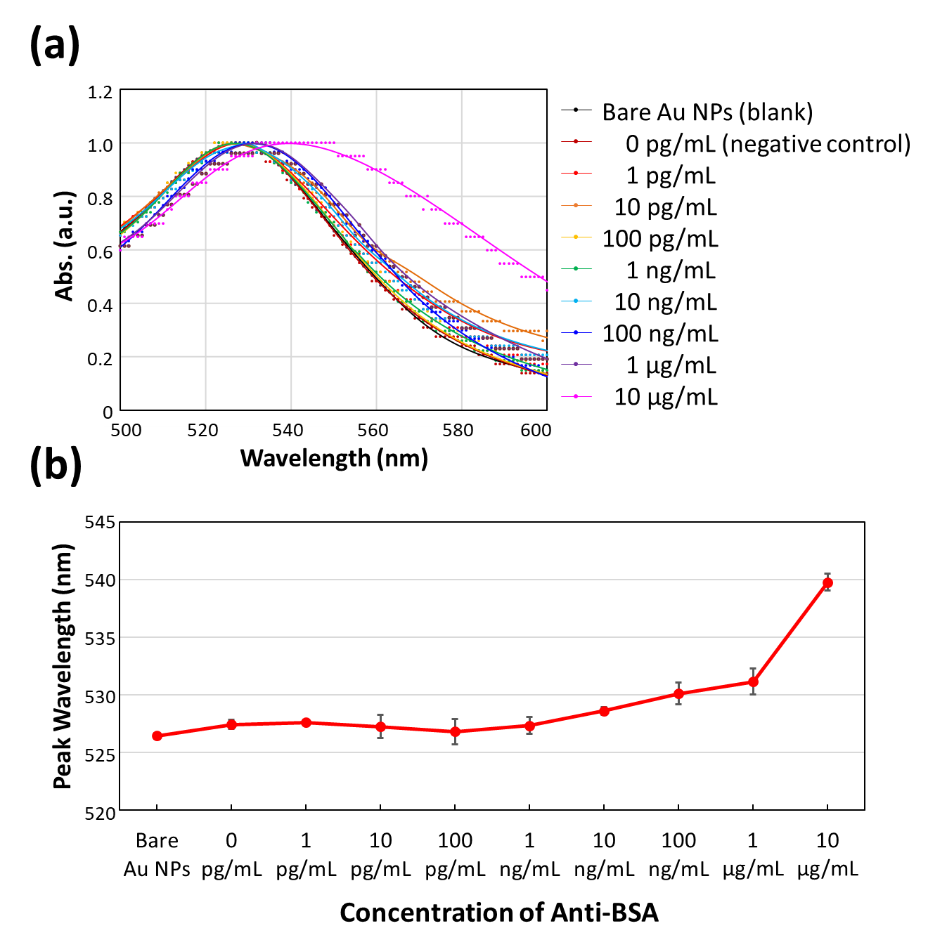 (a)
1.2
1.0
0.8
0.6
0.4
0.2
0
Abs. (a.u.)
500 520 540 560 580 600
Wavelength (nm)
Bare Au NPs (blank)
0 pg/mL (negative control)
1 pg/mL
10 pg/mL
100 pg/mL
1 ng/mL
10 ng/mL
100 ng/mL
1 μg/mL
10 μg/mL
(b)
545
540
535
530
525
520
Peak Wavelength (nm)
Bare 0 1 10 100 1 10 100 1 10
Au NPs pg/mL pg/mL pg/mL pg/mL ng/mL ng/mL ng/mL μg/mL μg/mL
Concentration of Anti-BSA